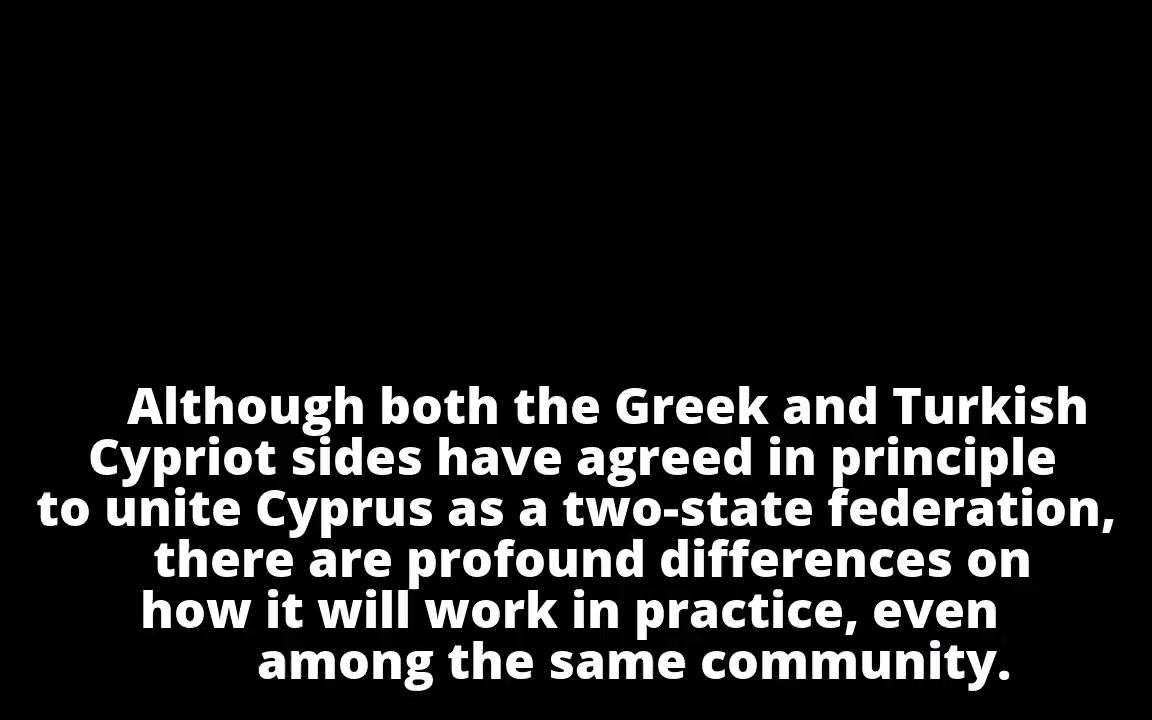 Although both the Greek and Turkish
Cypriot sides have agreed in principle
to unite Cyprus as a two-state federation,
there are profound differences on
how it will work in practice, even
among the same community.